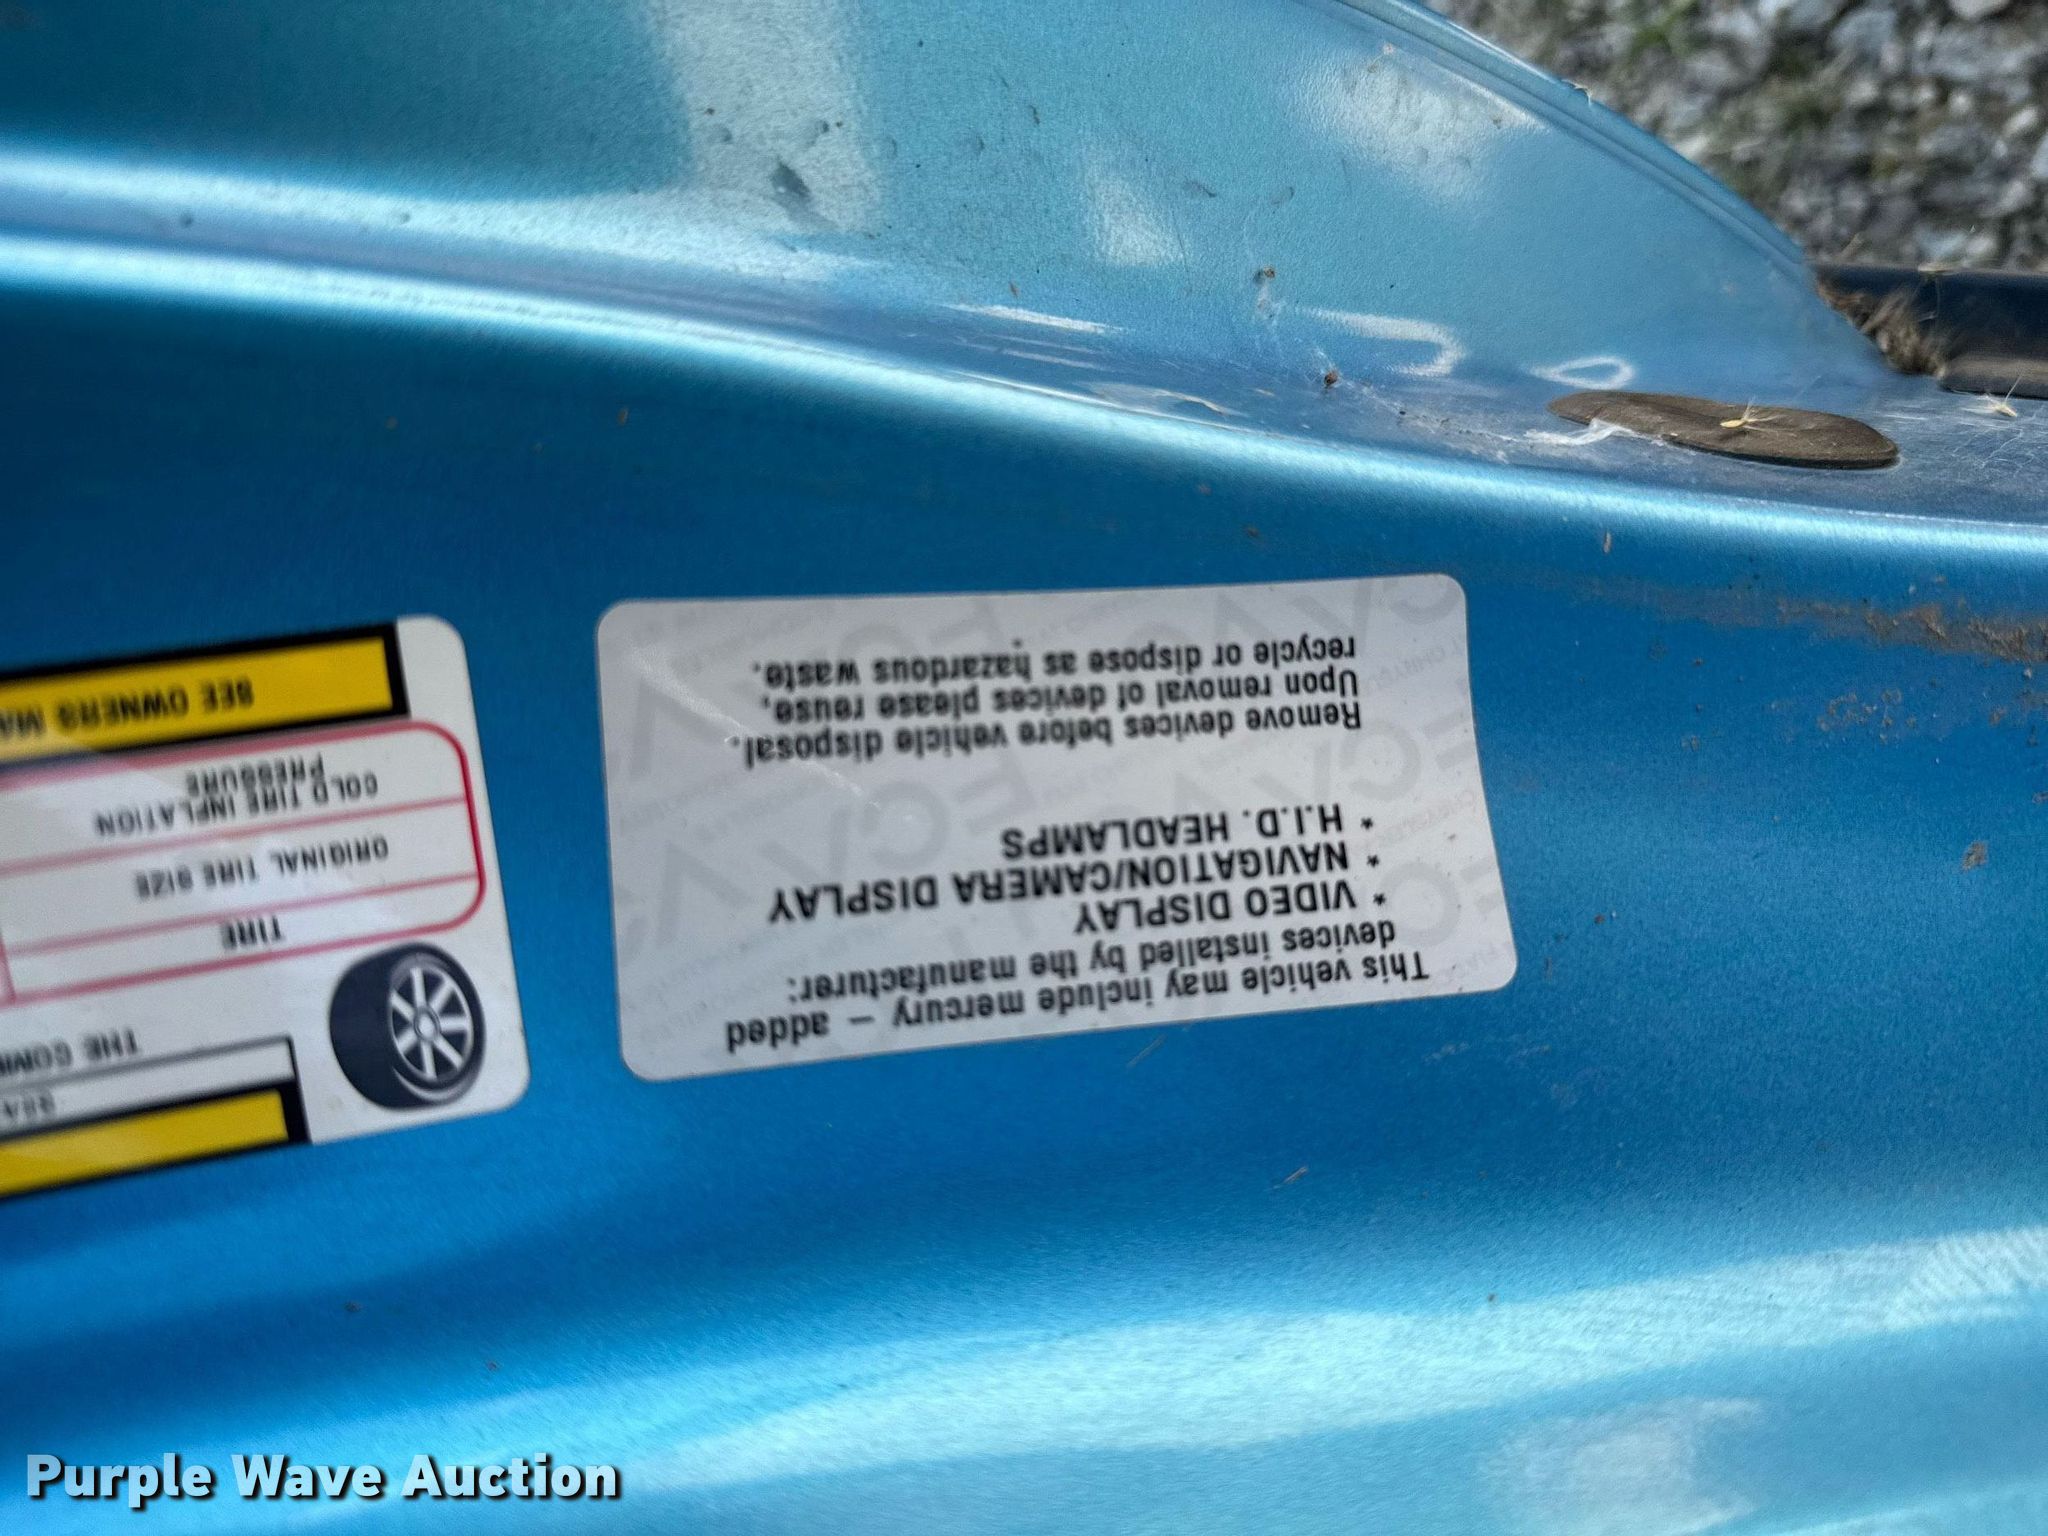 This vehicle may include mercury – added
devices installed by the manufacturer:
* VIDEO DISPLAY
* NAVIGATION/CAMERA DISPLAY
* H.I.D. HEADLAMPS
Remove devices before vehicle disposal.
Upon removal of devices please reuse,
recycle or dispose as hazardous waste.
THE COM
TIRE
ORIGINAL TIRE SIZE
COLD TIRE INFLATION
PRESSURE
SEE OWNERS MA
Purple Wave Auction